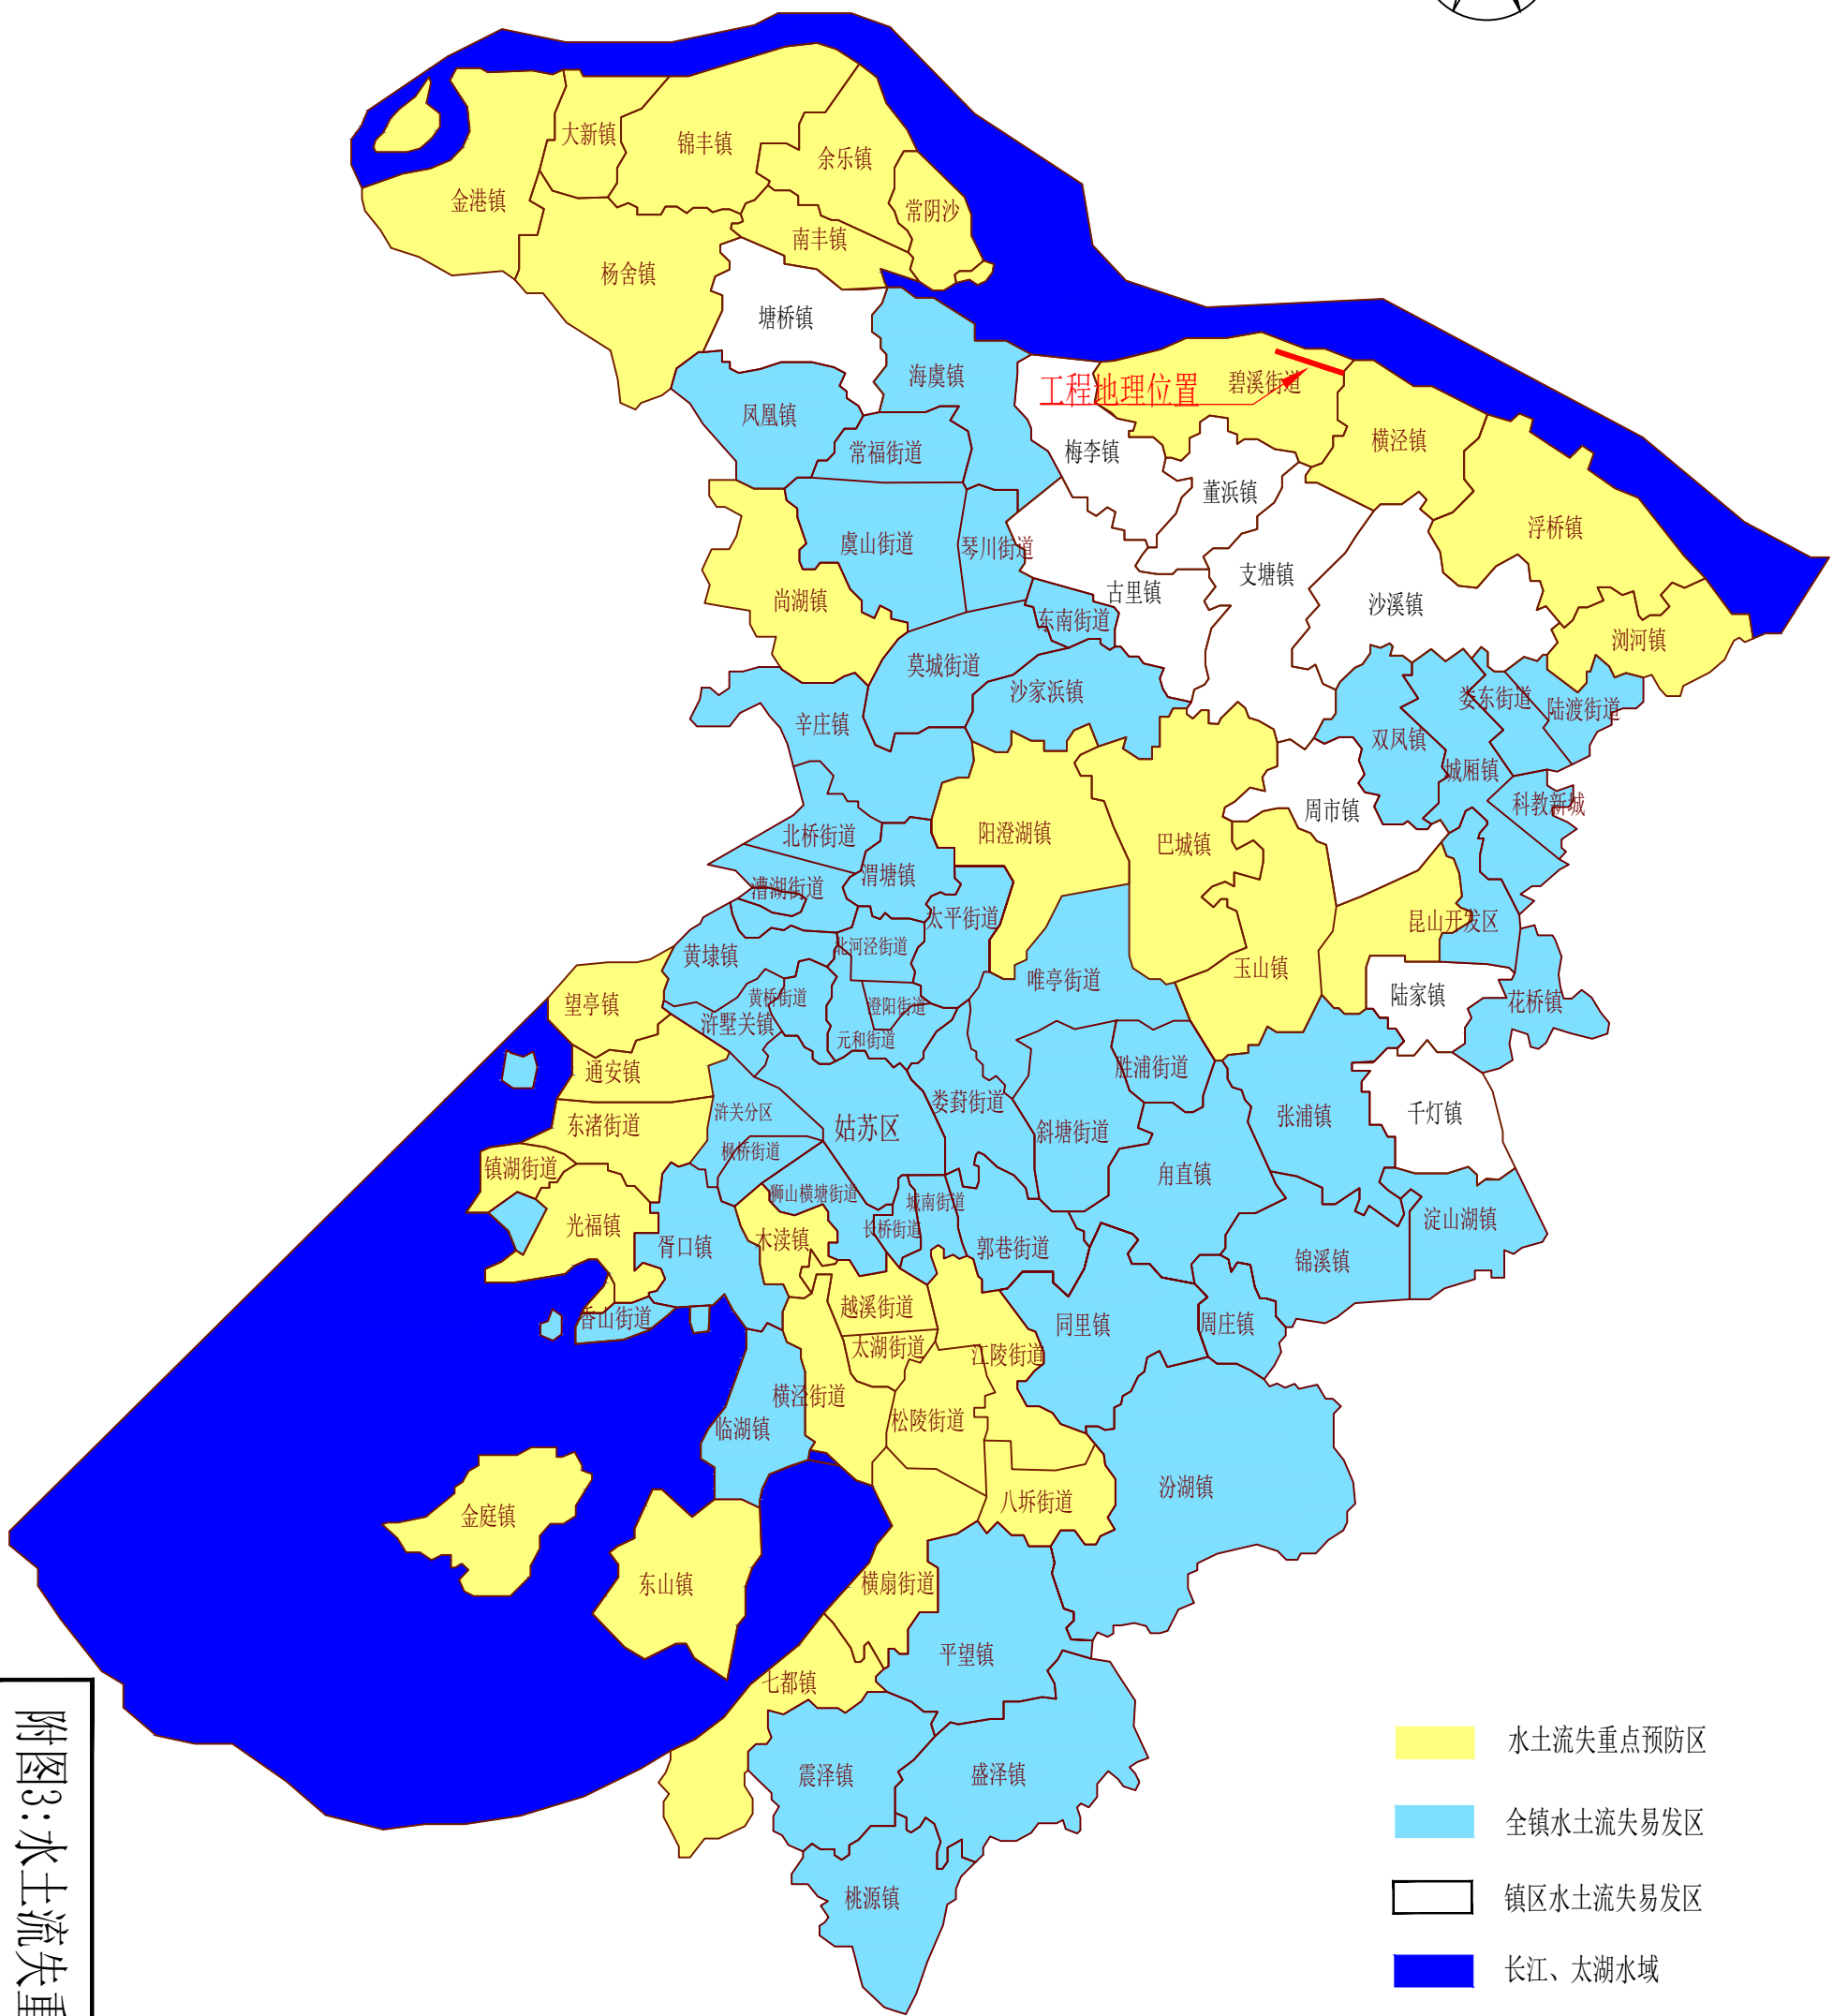 大新镇
锦丰镇
余乐镇
金港镇
常阴沙
南丰镇
杨舍镇
塘桥镇
海虞镇
碧溪街道
工程地理位置
凤凰镇
横泾镇
常福街道
梅李镇
董浜镇
浮桥镇
虞山街道
琴川街道
支塘镇
古里镇
尚湖镇
沙溪镇
东南街道
浏河镇
莫城街道
沙家浜镇
娄东街道
陆渡街道
辛庄镇
双凤镇
城厢镇
科教新城
周市镇
北桥街道
阳澄湖镇
巴城镇
渭塘镇
漕湖街道
太平街道
昆山开发区
北河泾街道
黄埭镇
玉山镇
唯亭街道
黄桥街道
陆家镇
花桥镇
望亭镇
澄阳街道
浒墅关镇
元和街道
通安镇
胜浦街道
娄葑街道
浒关分区
张浦镇
千灯镇
东渚街道
姑苏区
斜塘街道
枫桥街道
镇湖街道
甪直镇
狮山横塘街道
城南街道
光福镇
长桥街道
淀山湖镇
木渎镇
胥口镇
郭巷街道
锦溪镇
越溪街道
香山街道
同里镇
周庄镇
太湖街道
江陵街道
横泾街道
松陵街道
临湖镇
汾湖镇
八坼街道
金庭镇
东山镇
横扇街道
平望镇
七都镇
震泽镇
盛泽镇
桃源镇
水土流失重点预防区
全镇水土流失易发区
镇区水土流失易发区
长江、太湖水域
附图3:水土流失重